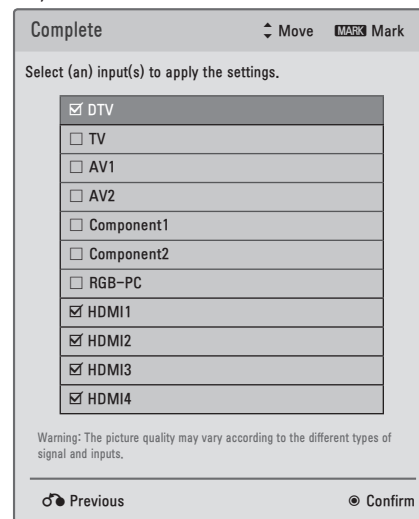 Complete
Move
MARK Mark
Select (an) input(s) to apply the settings.
☑ DTV
☐ TV
☐ AV1
☐ AV2
☐ Component1
☐ Component2
☐ RGB-PC
☑ HDMI1
☑ HDMI2
☑ HDMI3
☑ HDMI4
Warning: The picture quality may vary according to the different types of
signal and inputs.
Previous
Confirm